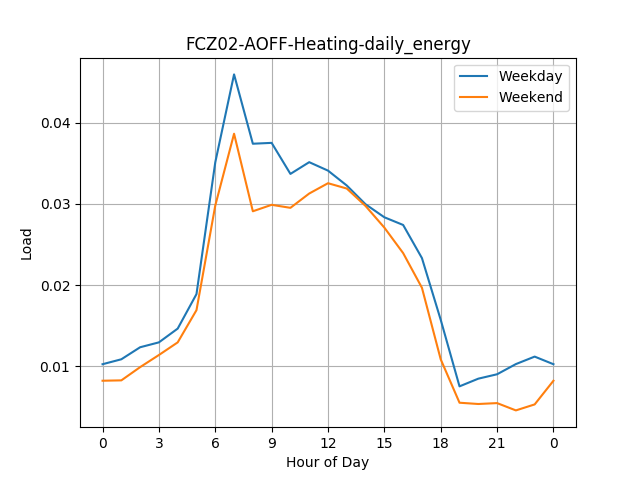 FCZ02-AOFF-Heating-daily_energy
Weekday
Weekend
0.04
0.03
0.02
0.01
Load
0 3 6 9 12 15 18 21 0
Hour of Day